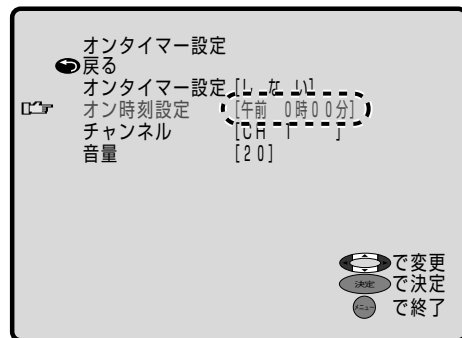 オンタイマー設定
戻る
オンタイマー設定 [し な い]
オン時刻設定 [午前 0時00分]
チャンネル [CH 1 ]
音量 [20]
で変更
決定 で決定
メニュー で終了